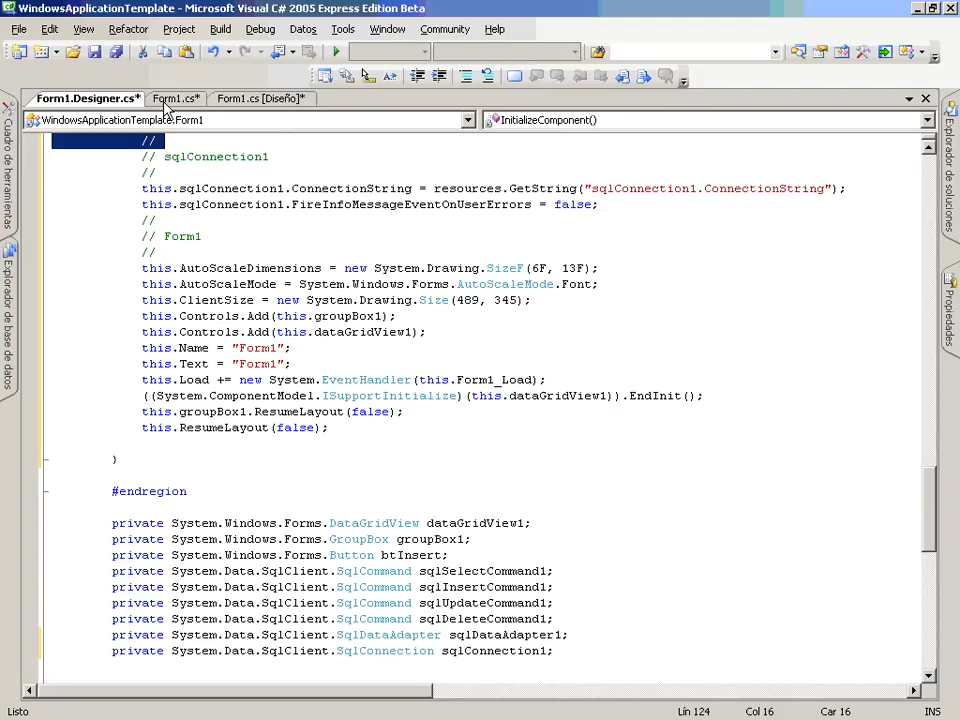 WindowsApplicationTemplate - Microsoft Visual C# 2005 Express Edition Beta
File Edit View Refactor Project Build Debug Datos Tools Window Community Help
Form1.Designer.cs* Form1.cs* Form1.cs [Diseño]*
WindowsApplicationTemplate.Form1 InitializeComponent()
Cuadro de herramientas
Explorador de base de datos
Explorador de soluciones
Propiedades
//
// sqlConnection1
//
this.sqlConnection1.ConnectionString = resources.GetString("sqlConnection1.ConnectionString");
this.sqlConnection1.FireInfoMessageEventOnUserErrors = false;
//
// Form1
//
this.AutoScaleDimensions = new System.Drawing.SizeF(6F, 13F);
this.AutoScaleMode = System.Windows.Forms.AutoScaleMode.Font;
this.ClientSize = new System.Drawing.Size(489, 345);
this.Controls.Add(this.groupBox1);
this.Controls.Add(this.dataGridView1);
this.Name = "Form1";
this.Text = "Form1";
this.Load += new System.EventHandler(this.Form1_Load);
((System.ComponentModel.ISupportInitialize)(this.dataGridView1)).EndInit();
this.groupBox1.ResumeLayout(false);
this.ResumeLayout(false);
}
#endregion
private System.Windows.Forms.DataGridView dataGridView1;
private System.Windows.Forms.GroupBox groupBox1;
private System.Windows.Forms.Button btInsert;
private System.Data.SqlClient.SqlCommand sqlSelectCommand1;
private System.Data.SqlClient.SqlCommand sqlInsertCommand1;
private System.Data.SqlClient.SqlCommand sqlUpdateCommand1;
private System.Data.SqlClient.SqlCommand sqlDeleteCommand1;
private System.Data.SqlClient.SqlDataAdapter sqlDataAdapter1;
private System.Data.SqlClient.SqlConnection sqlConnection1;
Listo Lín 124 Col 16 Car 16 INS